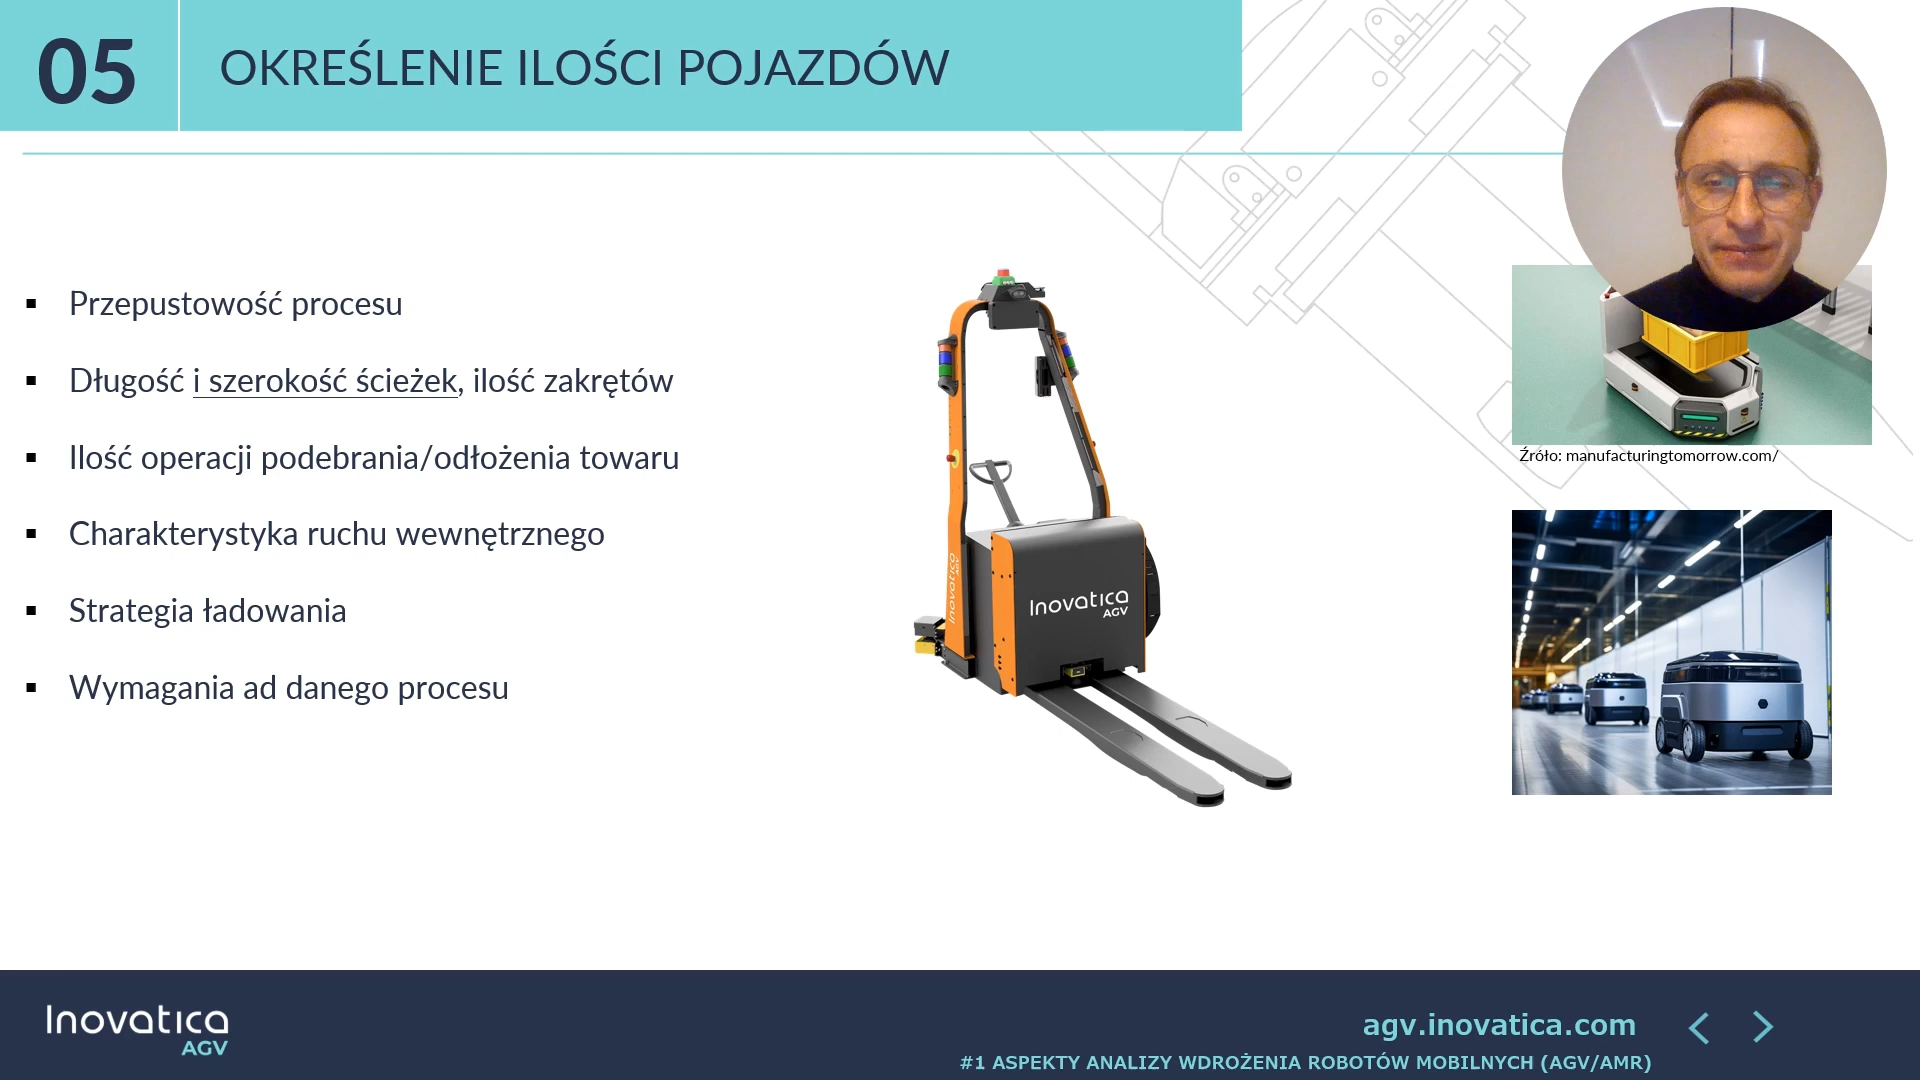 05
OKREŚLENIE ILOŚCI POJAZDÓW
Przepustowość procesu
Długość i szerokość ścieżek, ilość zakrętów
Ilość operacji podebrania/odłożenia towaru
Charakterystyka ruchu wewnętrznego
Strategia ładowania
Wymagania ad danego procesu
Inovatica AGV
Inovatica
AGV
Źróło: manufacturingtomorrow.com/
Inovatica
AGV
agv.inovatica.com
#1 ASPEKTY ANALIZY WDROŻENIA ROBOTÓW MOBILNYCH (AGV/AMR)